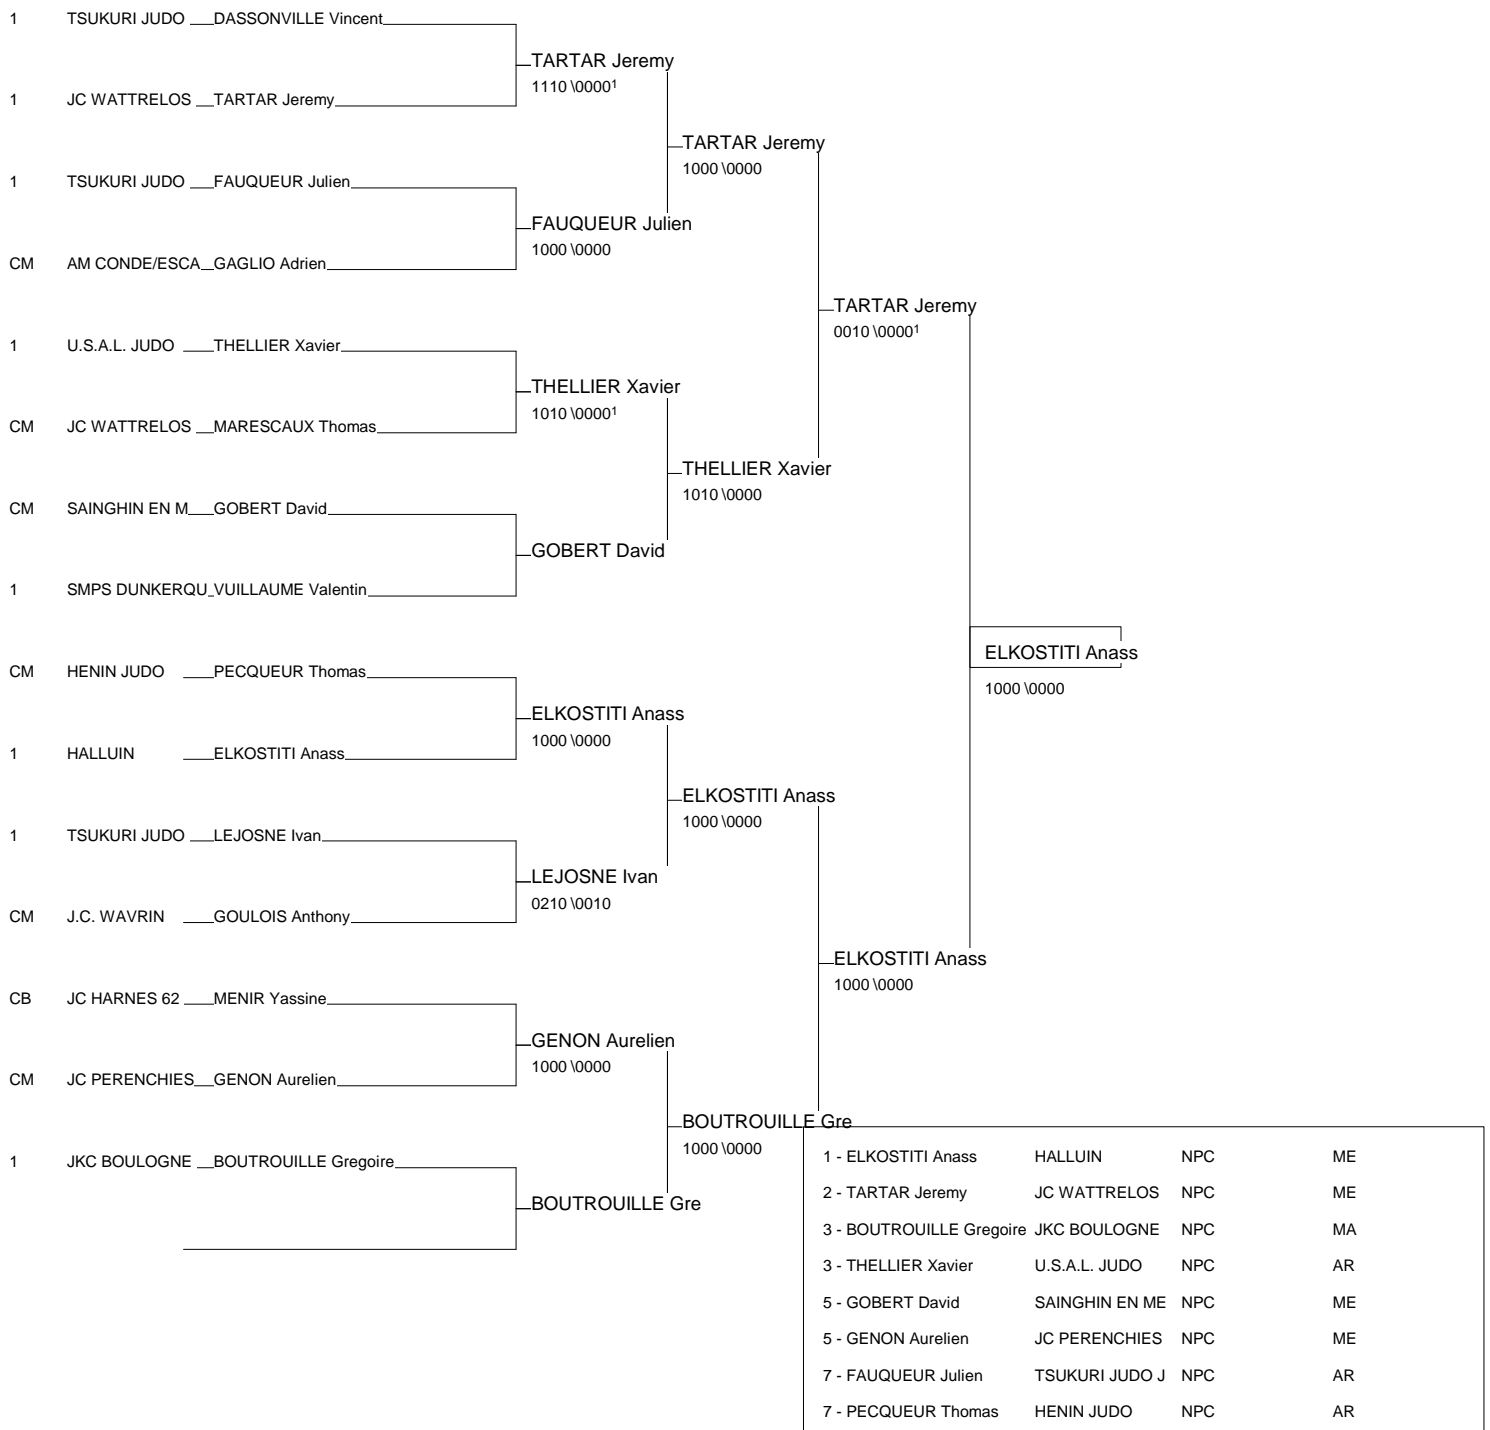 1 TSUKURI JUDO DASSONVILLE Vincent
TARTAR Jeremy
1110 \0000¹
1 JC WATTRELOS TARTAR Jeremy
TARTAR Jeremy
1000 \0000
1 TSUKURI JUDO FAUQUEUR Julien
FAUQUEUR Julien
1000 \0000
CM AM CONDE/ESCA GAGLIO Adrien
TARTAR Jeremy
0010 \0000¹
1 U.S.A.L. JUDO THELLIER Xavier
THELLIER Xavier
1010 \0000¹
CM JC WATTRELOS MARESCAUX Thomas
THELLIER Xavier
1010 \0000
CM SAINGHIN EN M GOBERT David
GOBERT David
1 SMPS DUNKERQU VUILLAUME Valentin
ELKOSTITI Anass
1000 \0000
CM HENIN JUDO PECQUEUR Thomas
ELKOSTITI Anass
1000 \0000
1 HALLUIN ELKOSTITI Anass
ELKOSTITI Anass
1000 \0000
1 TSUKURI JUDO LEJOSNE Ivan
LEJOSNE Ivan
0210 \0010
CM J.C. WAVRIN GOULOIS Anthony
ELKOSTITI Anass
1000 \0000
CB JC HARNES 62 MENIR Yassine
GENON Aurelien
1000 \0000
CM JC PERENCHIES GENON Aurelien
BOUTROUILLE Gre
1000 \0000
1 JKC BOULOGNE BOUTROUILLE Gregoire
BOUTROUILLE Gre
1 - ELKOSTITI Anass HALLUIN NPC ME
2 - TARTAR Jeremy JC WATTRELOS NPC ME
3 - BOUTROUILLE Gregoire JKC BOULOGNE NPC MA
3 - THELLIER Xavier U.S.A.L. JUDO NPC AR
5 - GOBERT David SAINGHIN EN ME NPC ME
5 - GENON Aurelien JC PERENCHIES NPC ME
7 - FAUQUEUR Julien TSUKURI JUDO J NPC AR
7 - PECQUEUR Thomas HENIN JUDO NPC AR